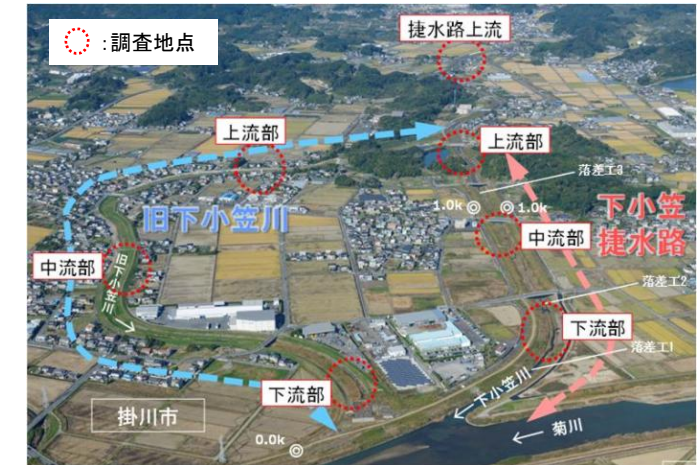 :調査地点
捷水路上流
上流部
上流部
落差工3
1.0k
1.0k
下小笠
捷水路
旧下小笠川
中流部
中流部
旧下小笠川
落差工2
下流部
落差工1
下流部
下小笠川
掛川市
菊川
0.0k